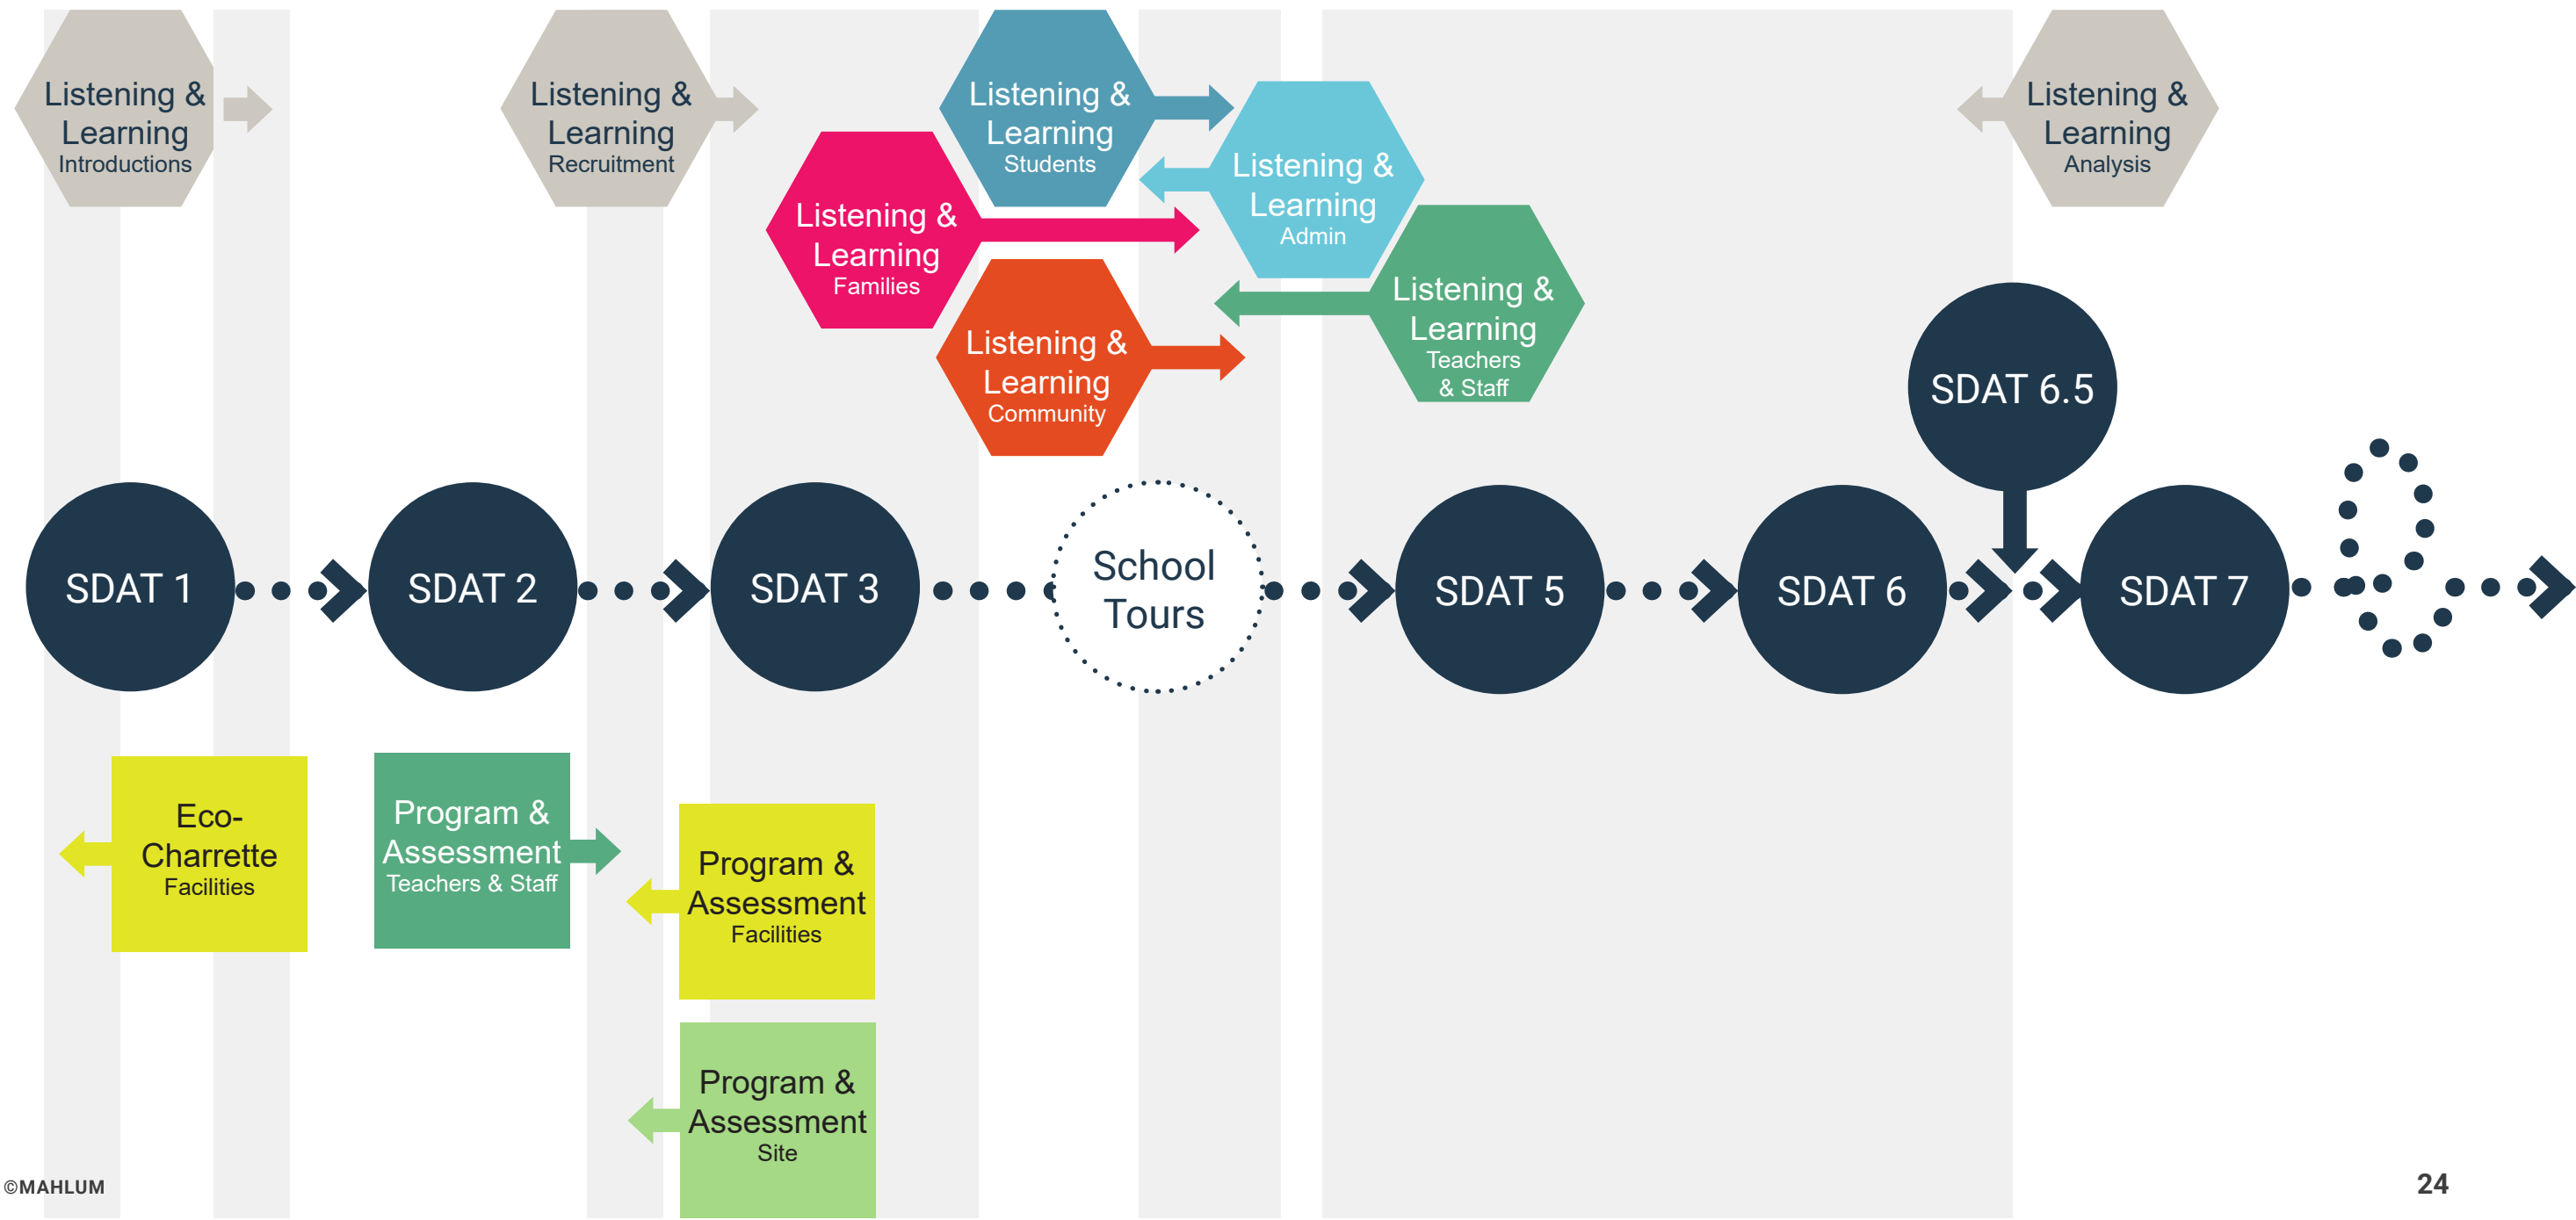 Listening &
Learning
Introductions
Listening &
Learning
Recruitment
Listening &
Learning
Students
Listening &
Learning
Admin
Listening &
Learning
Analysis
Listening &
Learning
Families
Listening &
Learning
Teachers
& Staff
Listening &
Learning
Community
SDAT 6.5
SDAT 1
SDAT 2
SDAT 3
School
Tours
SDAT 5
SDAT 6
SDAT 7
Eco-
Charrette
Facilities
Program &
Assessment
Teachers & Staff
Program &
Assessment
Facilities
Program &
Assessment
Site
©MAHLUM
24